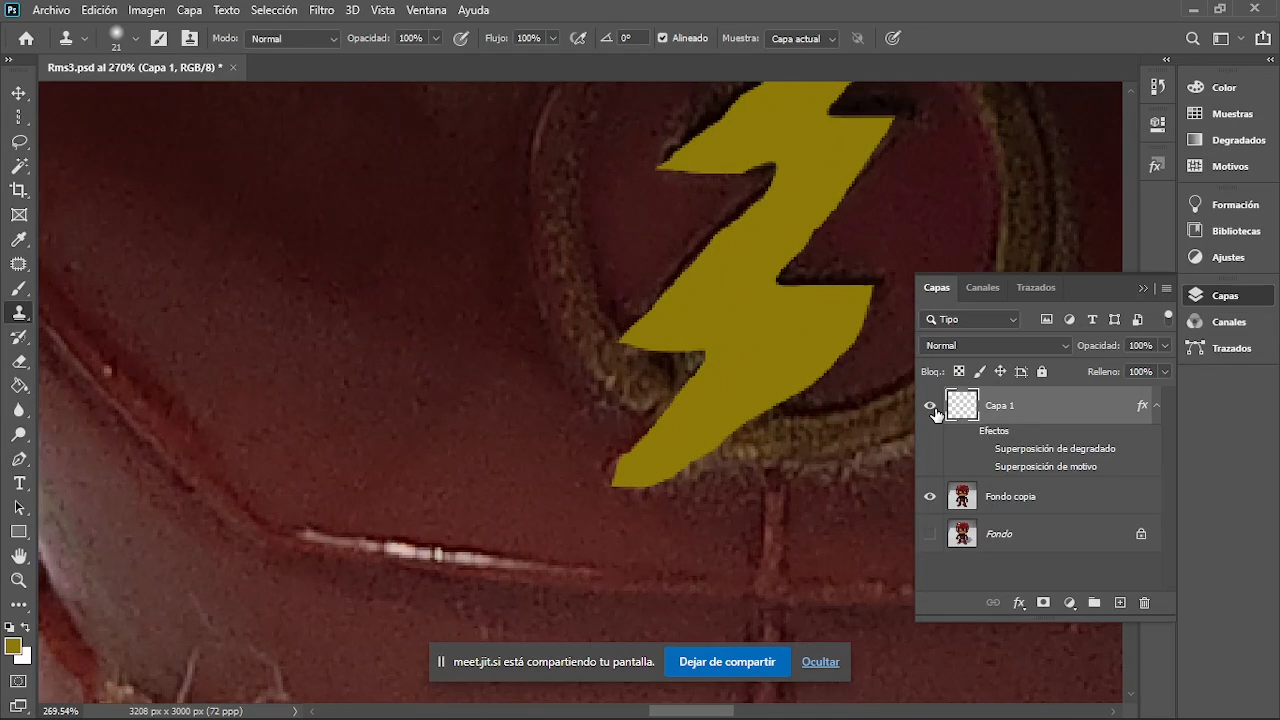 Ps Archivo Edición Imagen Capa Texto Selección Filtro 3D Vista Ventana Ayuda
21 Modo: Normal Opacidad: 100% Flujo: 100% 0° Alineado Muestra: Capa actual
Rms3.psd al 270% (Capa 1, RGB/8) *
Color
Muestras
Degradados
Motivos
Formación
Bibliotecas
Ajustes
Capas
Canales
Trazados
Capas Canales Trazados
Tipo
Normal Opacidad: 100%
Bloq.: Relleno: 100%
Capa 1 fx
Efectos
Superposición de degradado
Superposición de motivo
Fondo copia
Fondo
fx
meet.jit.si está compartiendo tu pantalla. Dejar de compartir Ocultar
269.54% 3208 px x 3000 px (72 ppp)